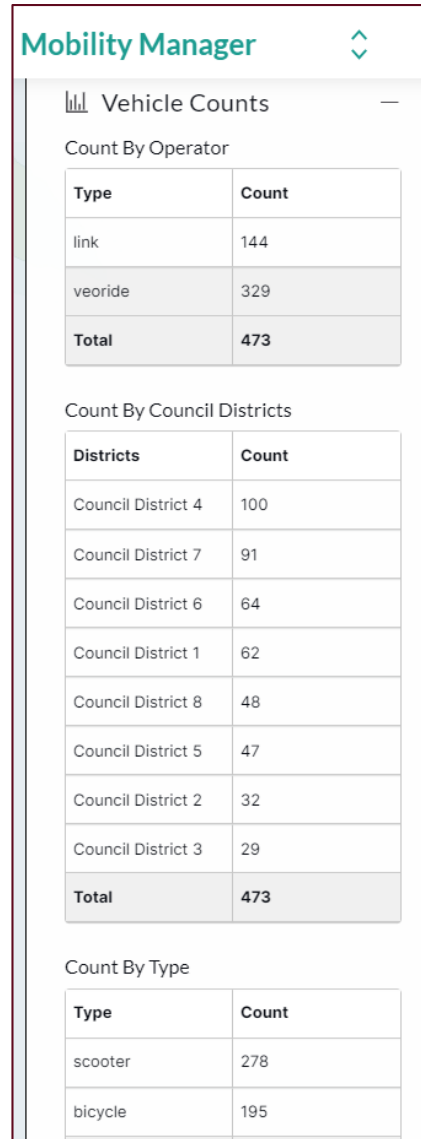 Mobility Manager
Vehicle Counts
Count By Operator
Type Count
link 144
veoride 329
Total 473
Count By Council Districts
Districts Count
Council District 4 100
Council District 7 91
Council District 6 64
Council District 1 62
Council District 8 48
Council District 5 47
Council District 2 32
Council District 3 29
Total 473
Count By Type
Type Count
scooter 278
bicycle 195